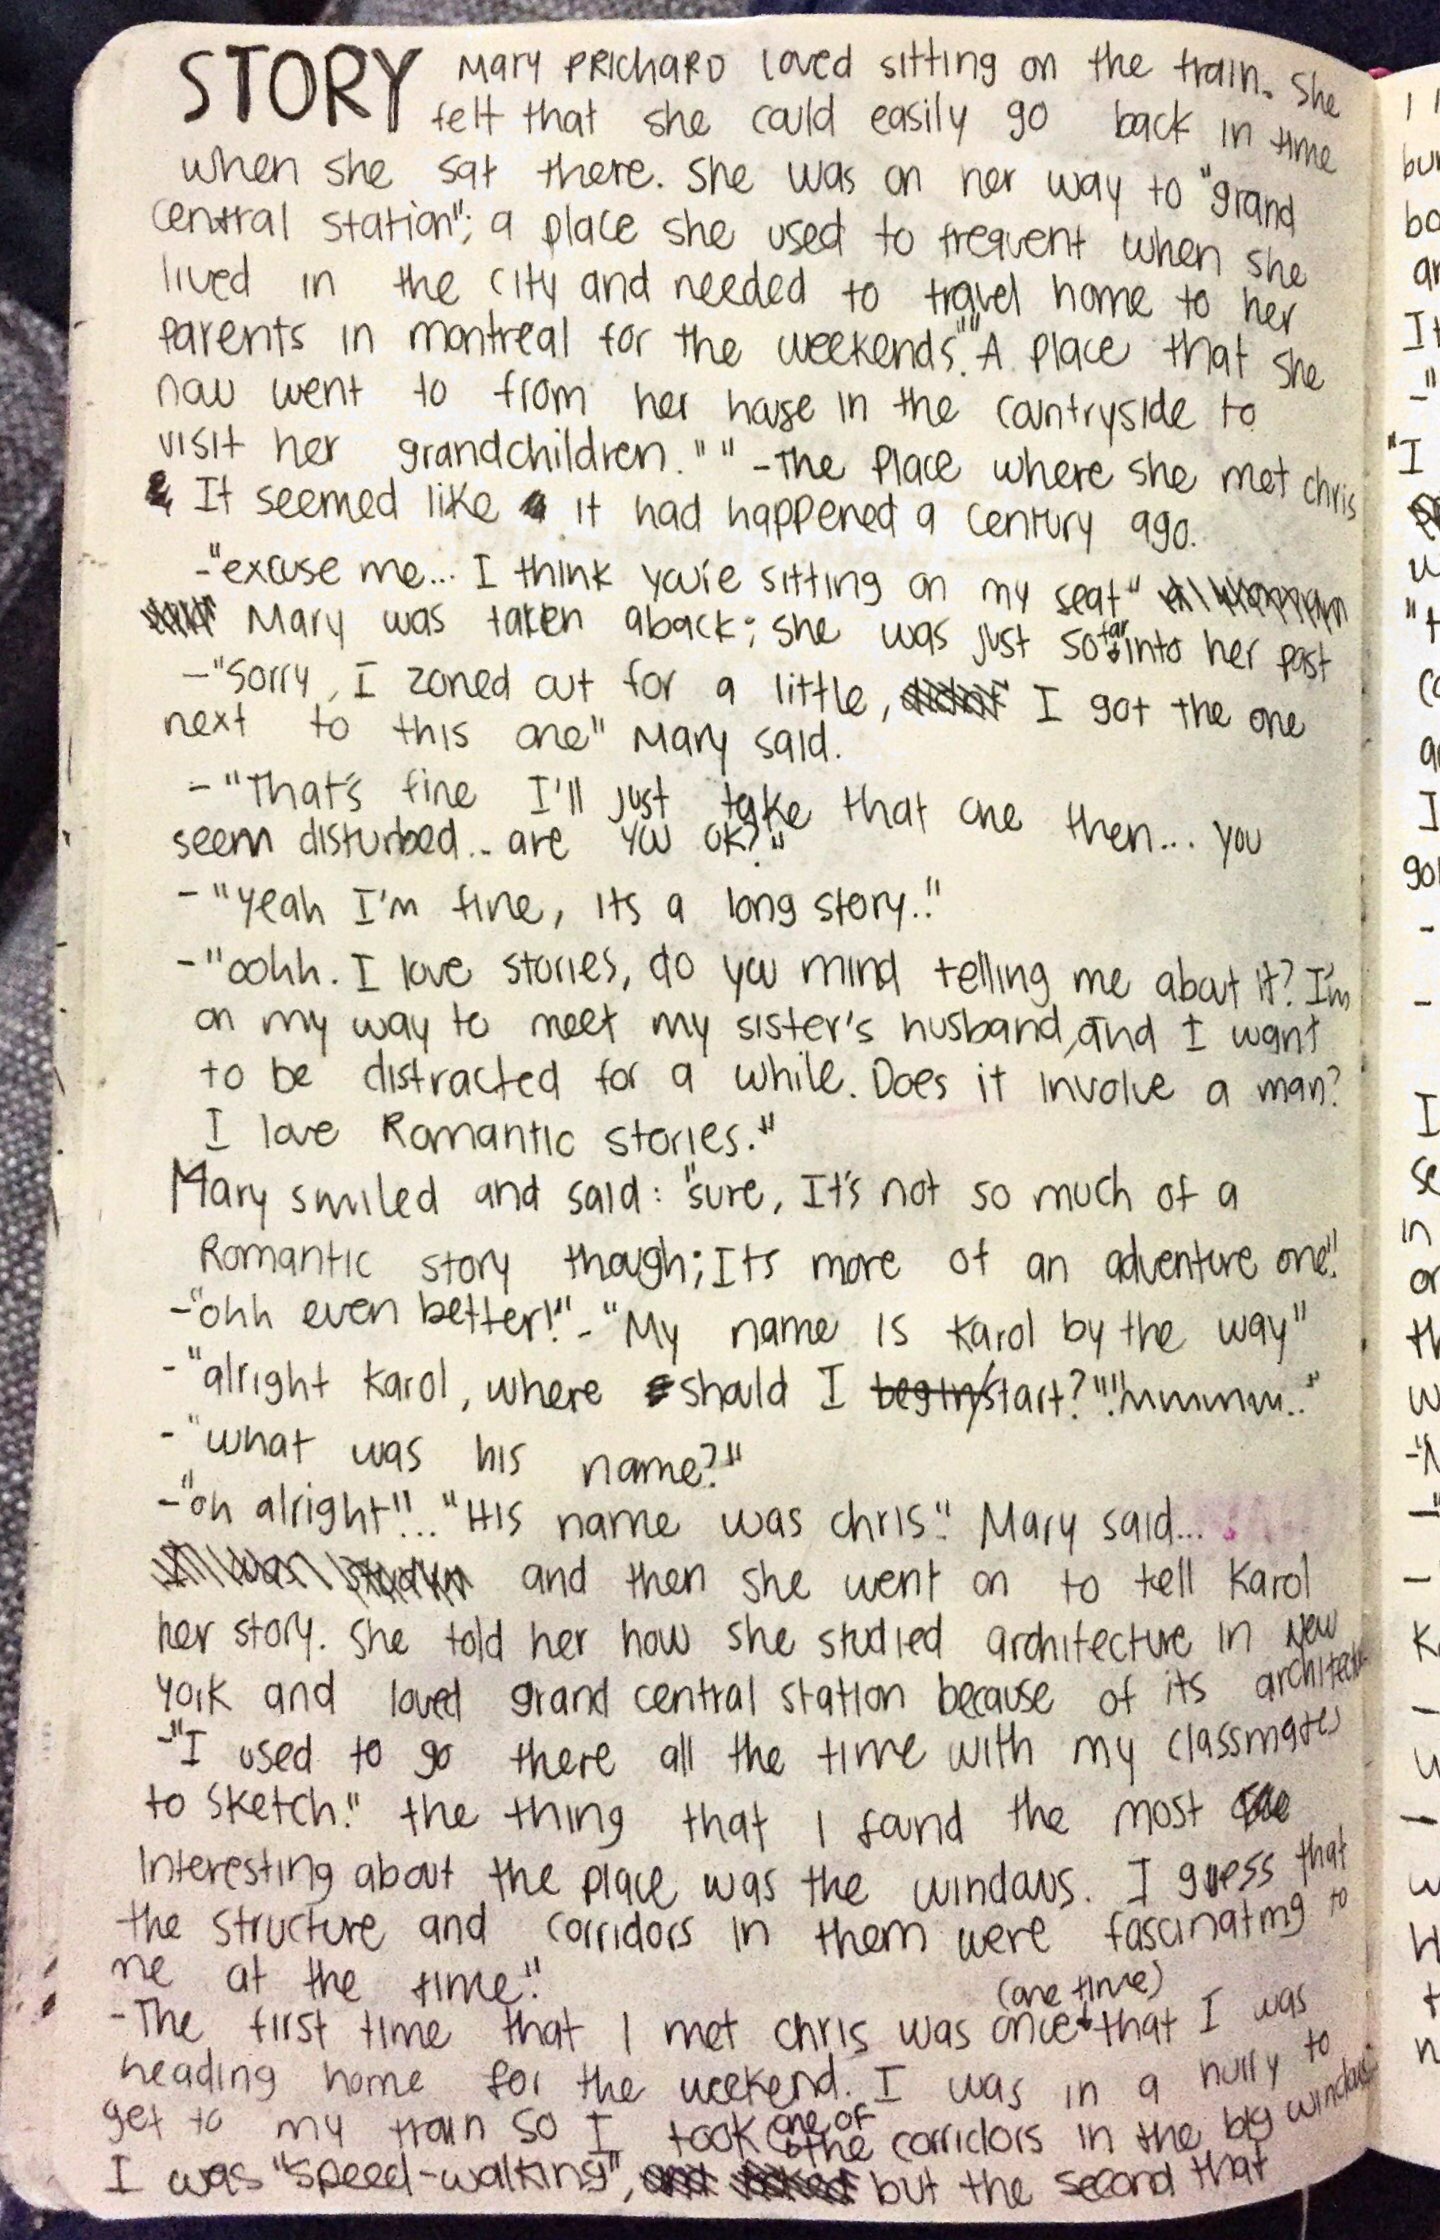 STORY Mary PRichaRD loved sitting on the train. She
felt that she could easily go back in time
when she sat there. She was on her way to "grand
central station"; a place she used to frequent when she
lived in the city and needed to travel home to her
parents in montreal for the weekends." "A place that she
now went to from her house in the countryside to
visit her grandchildren." " -The place where she met chris
It seemed like it had happened a century ago.
-"excuse me... I think you're sitting on my seat"
Mary was taken aback; she was just so far into her past
-"Sorry, I zoned out for a little, I got the one
next to this one" Mary said.
-"That's fine I'll just take that one then... you
seem disturbed.. are you ok?"
-"Yeah I'm fine, its a long story.."
-"oohh. I love stories, do you mind telling me about it? I'm
on my way to meet my sister's husband, and I want
to be distracted for a while. Does it involve a man?
I love Romantic stories."
Mary smiled and said: "sure, It's not so much of a
Romantic story though; Its more of an adventure one."
-"ohh even better!" - "My name is Karol by the way"
-"alright Karol, where should I begin/start?" "mmmm.."
-"what was his name?"
-"oh alright"... "His name was chris." Mary said...
and then she went on to tell Karol
her story. She told her how she studied architecture in New
York and loved grand central station because of its architectu
-"I used to go there all the time with my classmates
to sketch." the thing that I found the most
interesting about the place was the windows. I guess that
the structure and corridors in them were fascinating to
me at the time."
(one time)
-The first time that I met chris was once that I was
heading home for the weekend. I was in a hurry to
get to my train so I took one of the corridors in the big windows
I was "speed-walking", but the second that